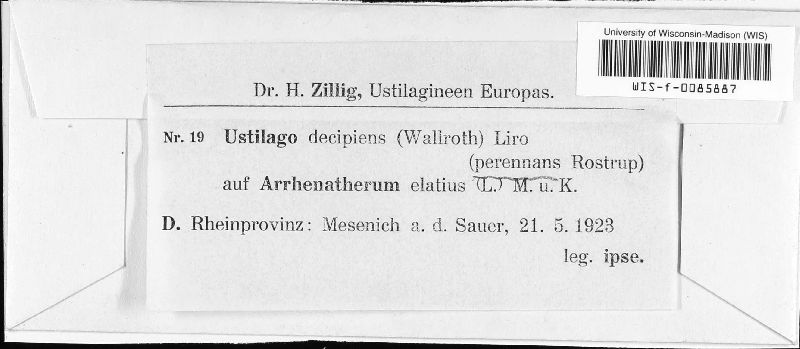 University of Wisconsin-Madison (WIS)
WIS-f-0085887
Dr. H. Zillig, Ustilagineen Europas.
Nr. 19 Ustilago decipiens (Wallroth) Liro
(perennans Rostrup)
auf Arrhenatherum elatius (L.) M. u. K.
D. Rheinprovinz: Mesenich a. d. Sauer, 21. 5. 1923
leg. ipse.